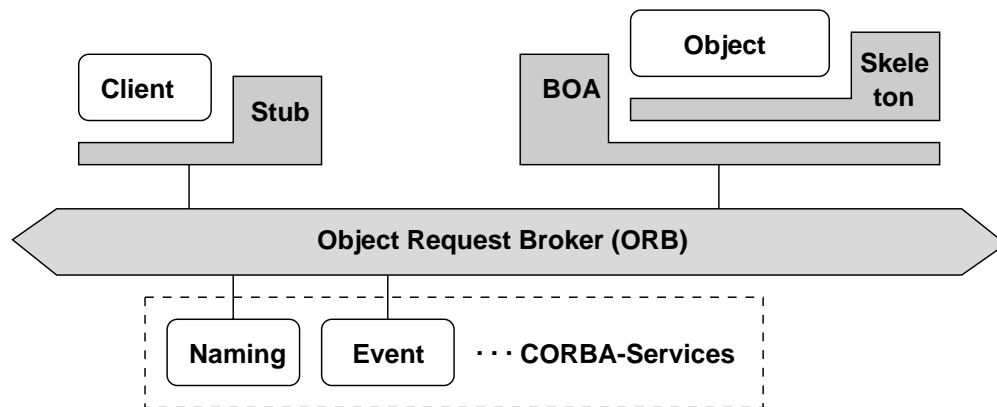 Object
Client
BOA
Skele
ton
Stub
Object Request Broker (ORB)
Naming
Event
··· CORBA-Services